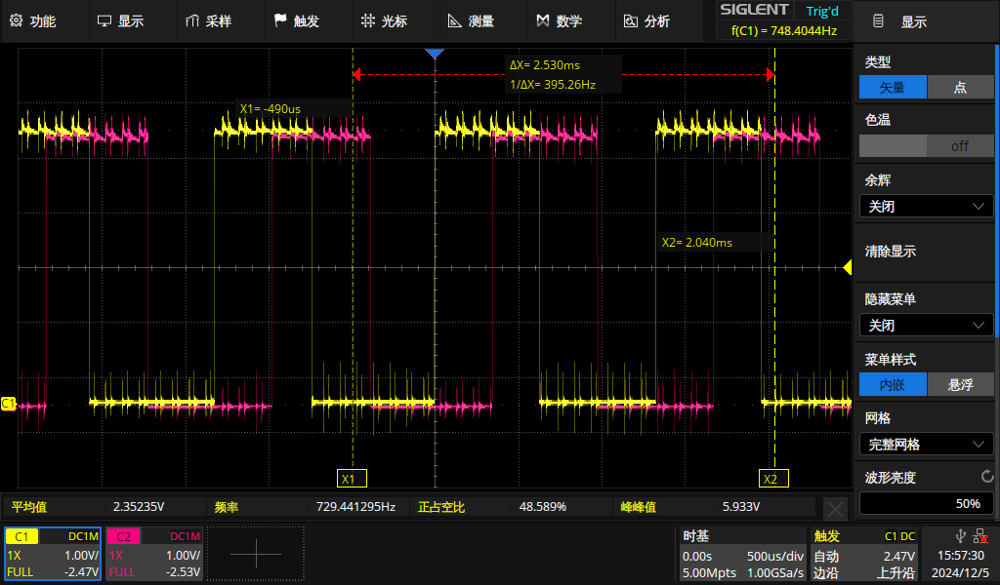 功能 显示 采样 触发 光标 测量 数学 分析 SIGLENT Trig'd 显示
f(C1) = 748.4044Hz
ΔX= 2.530ms
1/ΔX= 395.26Hz
X1= -490us
X2= 2.040ms
C1
X1
X2
类型
矢量 点
色温
off
余辉
关闭
清除显示
隐藏菜单
关闭
菜单样式
内嵌 悬浮
网格
完整网格
波形亮度
50%
平均值 2.35235V 频率 729.441295Hz 正占空比 48.589% 峰峰值 5.933V
C1 DC1M
1X 1.00V/
FULL -2.47V
C2 DC1M
1X 1.00V/
FULL -2.53V
时基
0.00s 500us/div
5.00Mpts 1.00GSa/s
触发 C1 DC
自动 2.47V
边沿 上升沿
15:57:30
2024/12/5